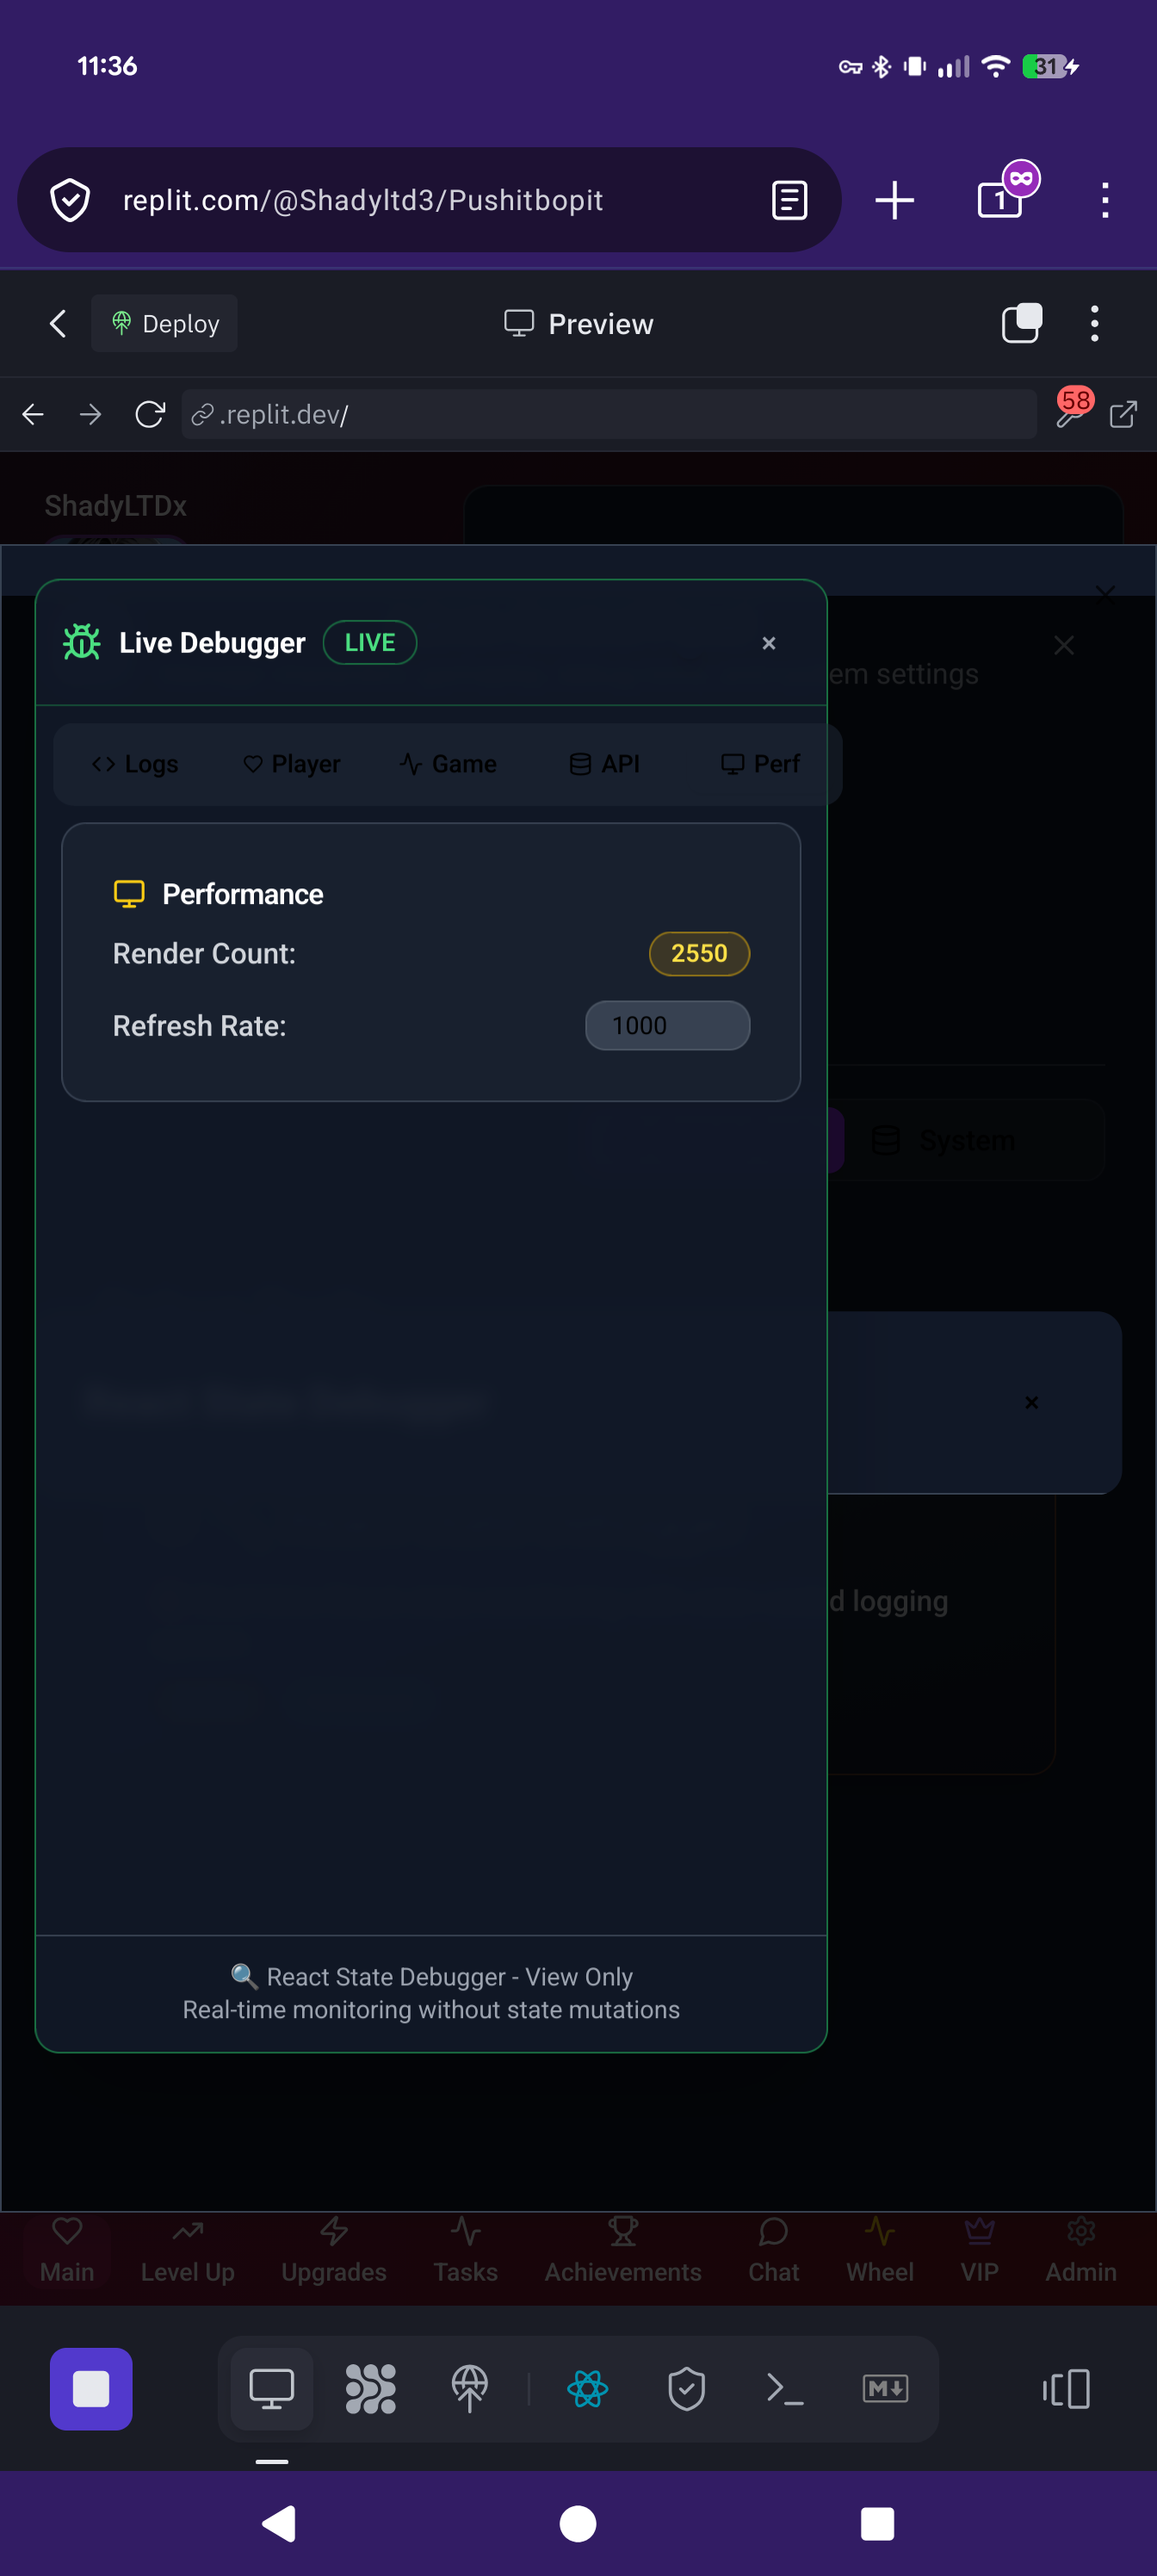 11:36
31
replit.com/@Shadyltd3/Pushitbopit
1
Deploy
Preview
.replit.dev/
58
ShadyLTDx
Live Debugger
LIVE
×
em settings
Logs
Player
Game
API
Perf
Performance
Render Count:
2550
Refresh Rate:
1000
System
×
d logging
🔍 React State Debugger - View Only
Real-time monitoring without state mutations
Main
Level Up
Upgrades
Tasks
Achievements
Chat
Wheel
VIP
Admin
M